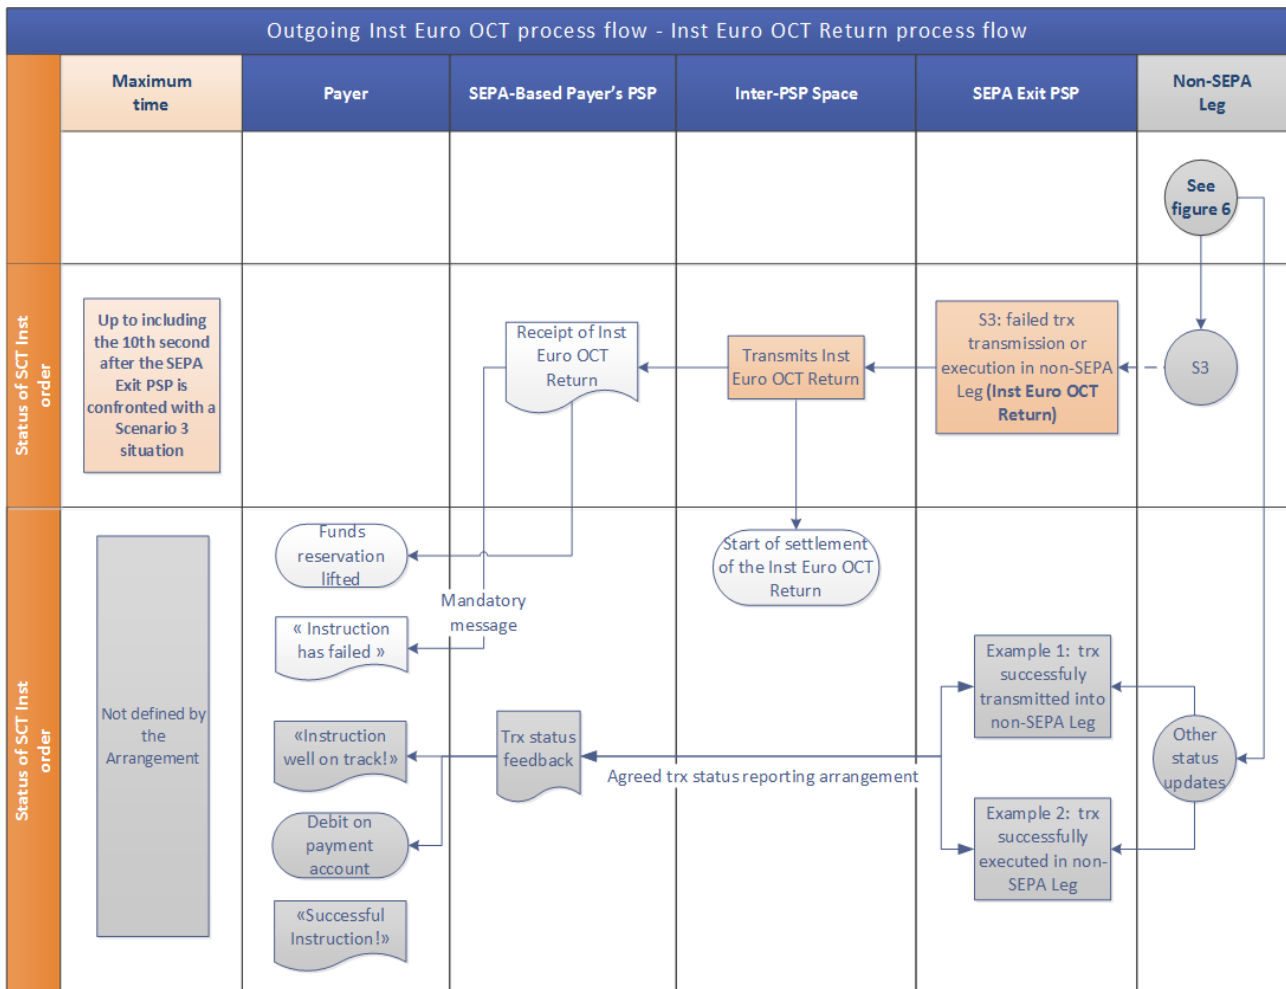 Outgoing Inst Euro OCT process flow - Inst Euro OCT Return process flow
Maximum
time
Payer
SEPA-Based Payer's PSP
Inter-PSP Space
SEPA Exit PSP
Non-SEPA
Leg
See
figure 6
Status of SCT Inst
order
Up to including
the 10th second
after the SEPA
Exit PSP is
confronted with a
Scenario 3
situation
Receipt of Inst
Euro OCT
Return
Transmits Inst
Euro OCT Return
S3: failed trx
transmission or
execution in non-SEPA
Leg (Inst Euro OCT
Return)
S3
Status of SCT Inst
order
Not defined by
the
Arrangement
Funds
reservation
lifted
Start of settlement
of the Inst Euro OCT
Return
Mandatory
message
« Instruction
has failed »
Example 1: trx
successfuly
transmitted into
non-SEPA Leg
«Instruction
well on track!»
Trx status
feedback
Agreed trx status reporting arrangement
Other
status
updates
Debit on
payment
account
Example 2: trx
successfully
executed in non-
SEPA Leg
«Successful
Instruction!»